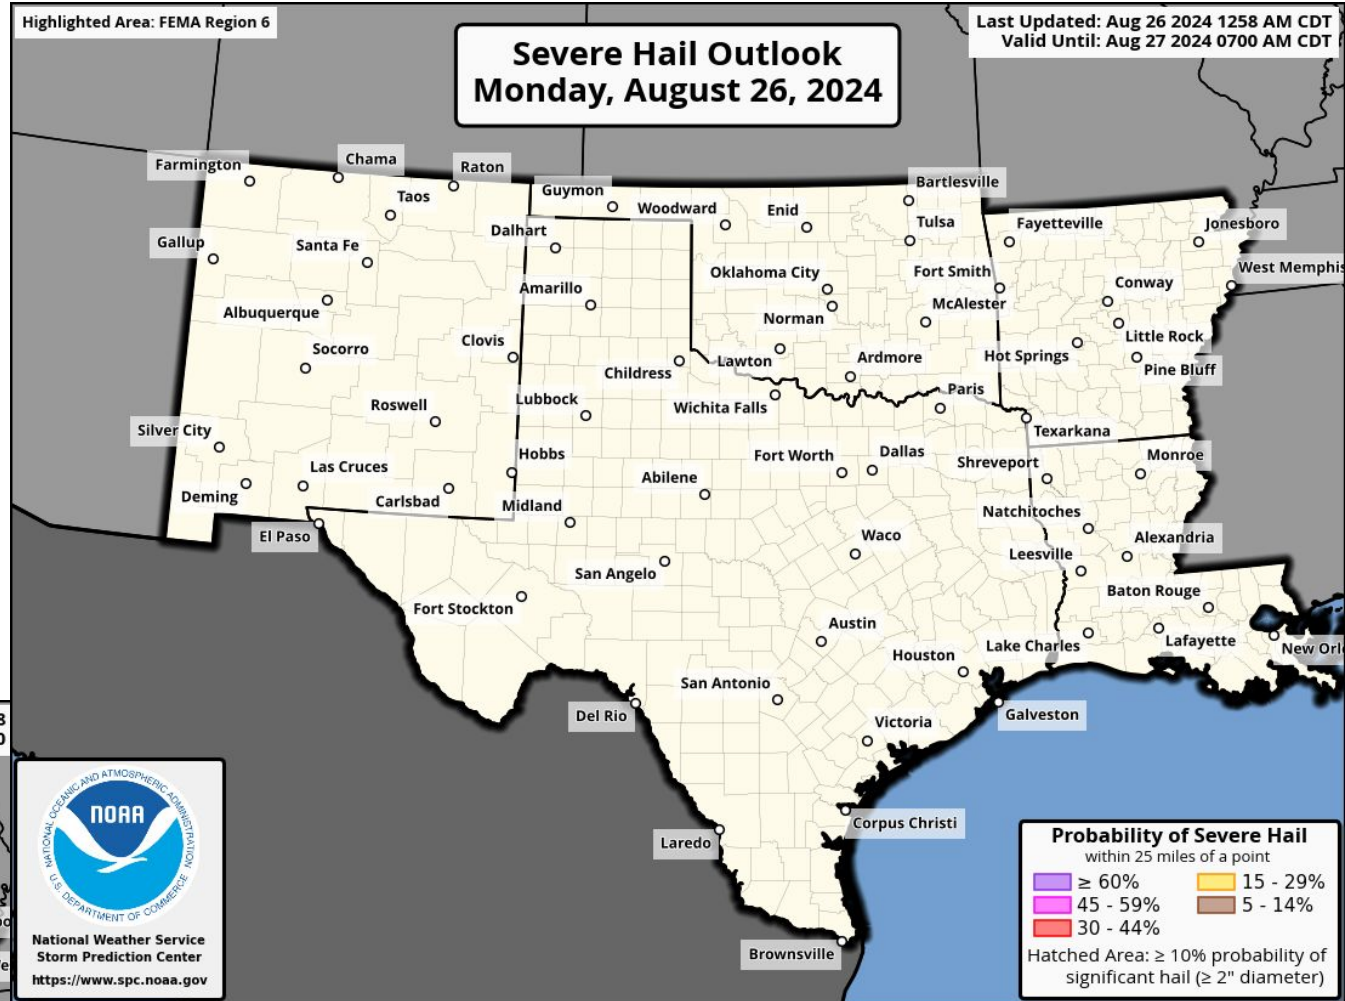 Highlighted Area: FEMA Region 6
Severe Hail Outlook
Monday, August 26, 2024
Last Updated: Aug 26 2024 1258 AM CDT
Valid Until: Aug 27 2024 0700 AM CDT
Farmington
Chama
Raton
Taos
Guymon
Woodward
Enid
Bartlesville
Gallup
Santa Fe
Dalhart
Tulsa
Fayetteville
Jonesboro
Albuquerque
Amarillo
Oklahoma City
Fort Smith
West Memphis
Norman
McAlester
Conway
Socorro
Clovis
Childress
Lawton
Ardmore
Hot Springs
Little Rock
Pine Bluff
Roswell
Lubbock
Wichita Falls
Paris
Texarkana
Silver City
Las Cruces
Hobbs
Abilene
Fort Worth
Dallas
Shreveport
Monroe
Deming
Carlsbad
Midland
Natchitoches
El Paso
San Angelo
Waco
Leesville
Alexandria
Fort Stockton
Austin
Baton Rouge
Houston
Lake Charles
Lafayette
New Orl
San Antonio
Del Rio
Victoria
Galveston
Laredo
Corpus Christi
Brownsville
NATIONAL OCEANIC AND ATMOSPHERIC ADMINISTRATION
NOAA
U.S. DEPARTMENT OF COMMERCE
National Weather Service
Storm Prediction Center
https://www.spc.noaa.gov
Probability of Severe Hail
within 25 miles of a point
≥ 60%
15 - 29%
45 - 59%
5 - 14%
30 - 44%
Hatched Area: ≥ 10% probability of
significant hail (≥ 2" diameter)